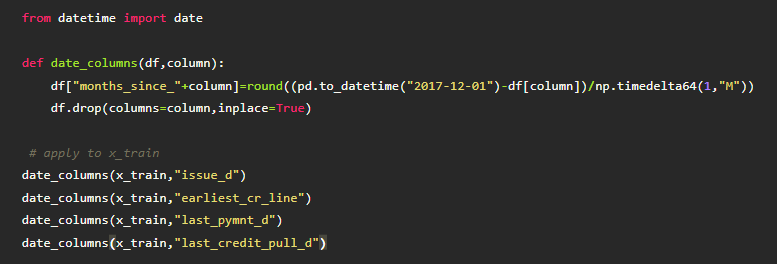 from datetime import date
def date_columns(df,column):
    df["months_since_"+column]=round((pd.to_datetime("2017-12-01")-df[column])/np.timedelta64(1,"M"))
    df.drop(columns=column,inplace=True)
 # apply to x_train
date_columns(x_train,"issue_d")
date_columns(x_train,"earliest_cr_line")
date_columns(x_train,"last_pymnt_d")
date_columns(x_train,"last_credit_pull_d")